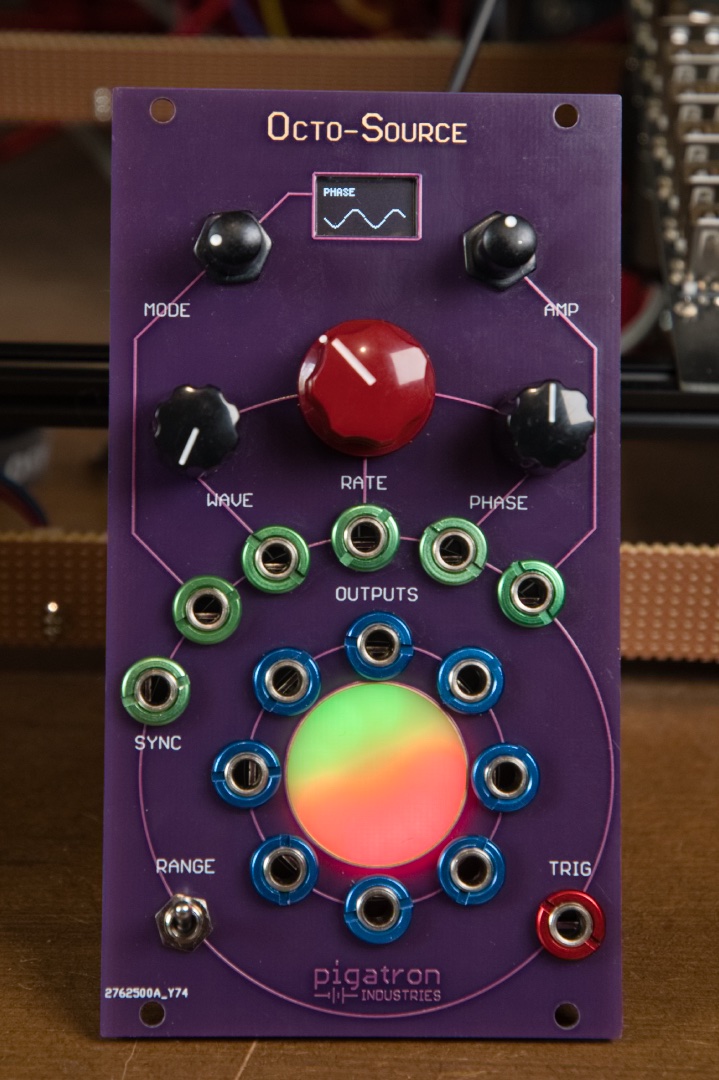 Octo-Source
PHASE
MODE
AMP
RATE
WAVE
PHASE
OUTPUTS
SYNC
RANGE
TRIG
pigatron
INDUSTRIES
2762500A_Y74